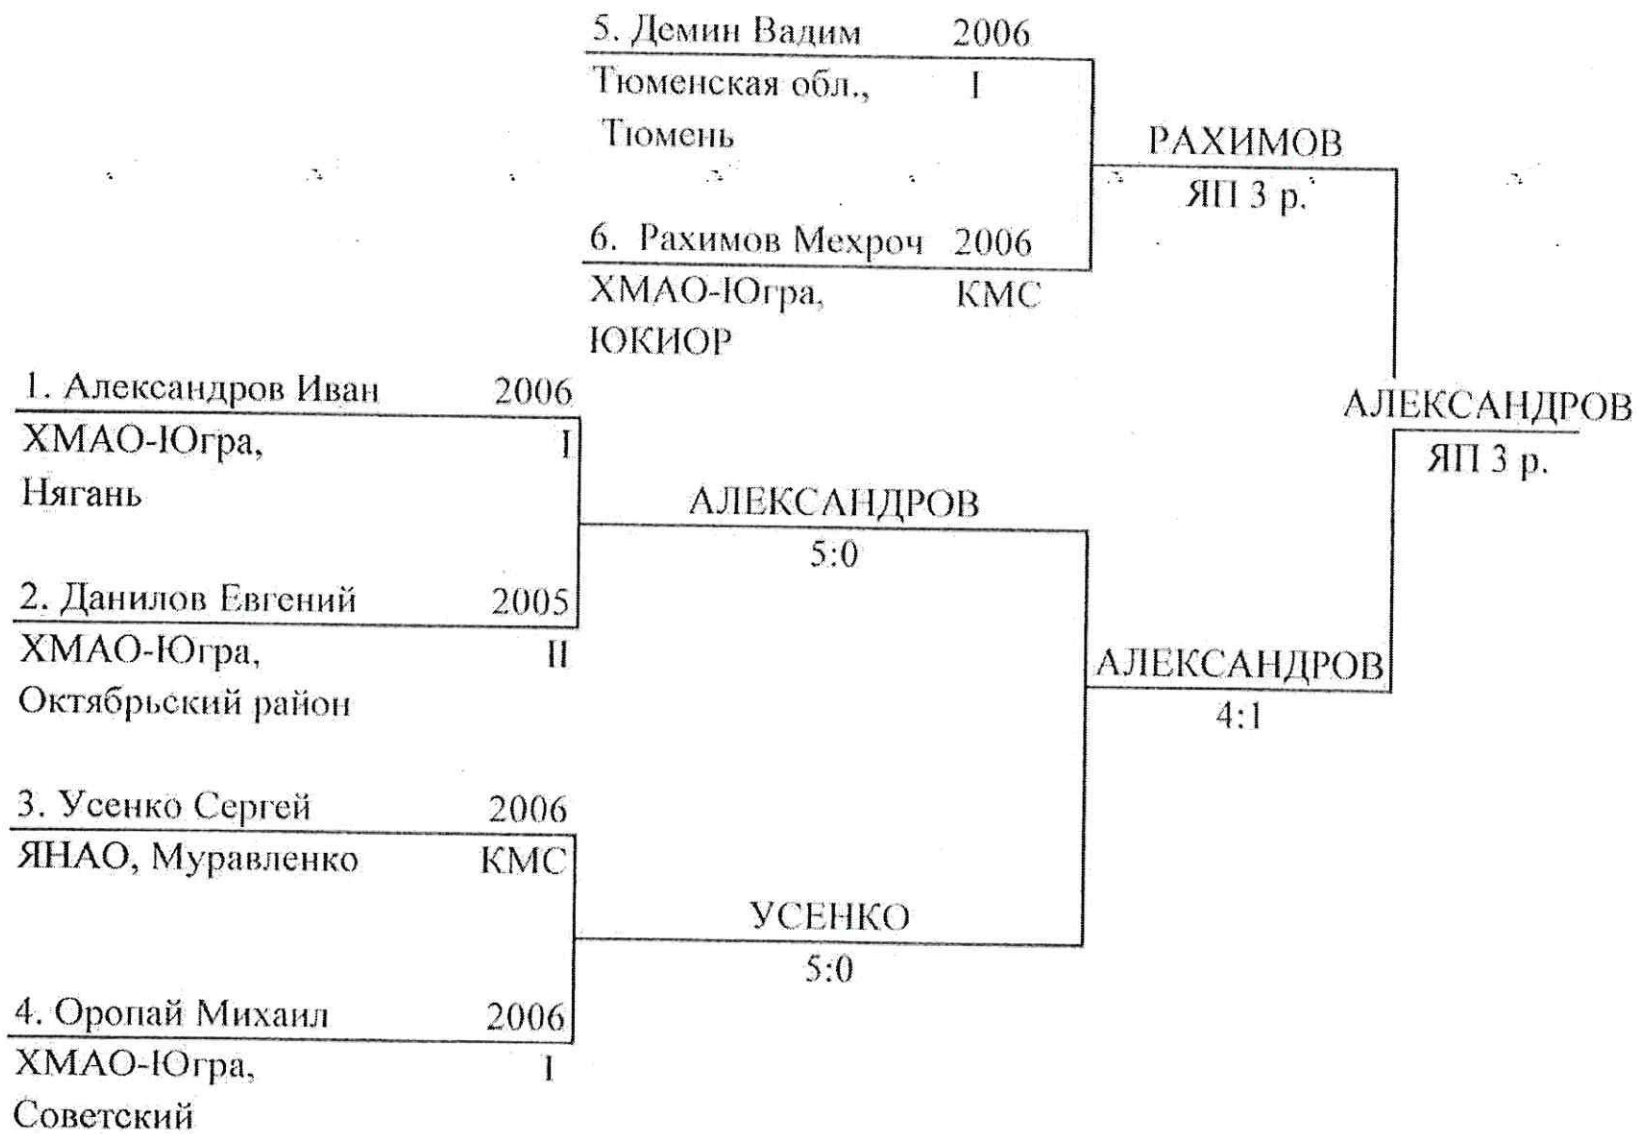 5. Демин Вадим 2006
Тюменская обл., I
Тюмень
РАХИМОВ
ЯП 3 р.
6. Рахимов Мехроч 2006
ХМАО-Югра, КМС
ЮКИОР
1. Александров Иван 2006
ХМАО-Югра, I
Нягань
АЛЕКСАНДРОВ
ЯП 3 р.
АЛЕКСАНДРОВ
5:0
2. Данилов Евгений 2005
ХМАО-Югра, II
Октябрьский район
АЛЕКСАНДРОВ
4:1
3. Усенко Сергей 2006
ЯНАО, Муравленко КМС
УСЕНКО
5:0
4. Оропай Михаил 2006
ХМАО-Югра, I
Советский